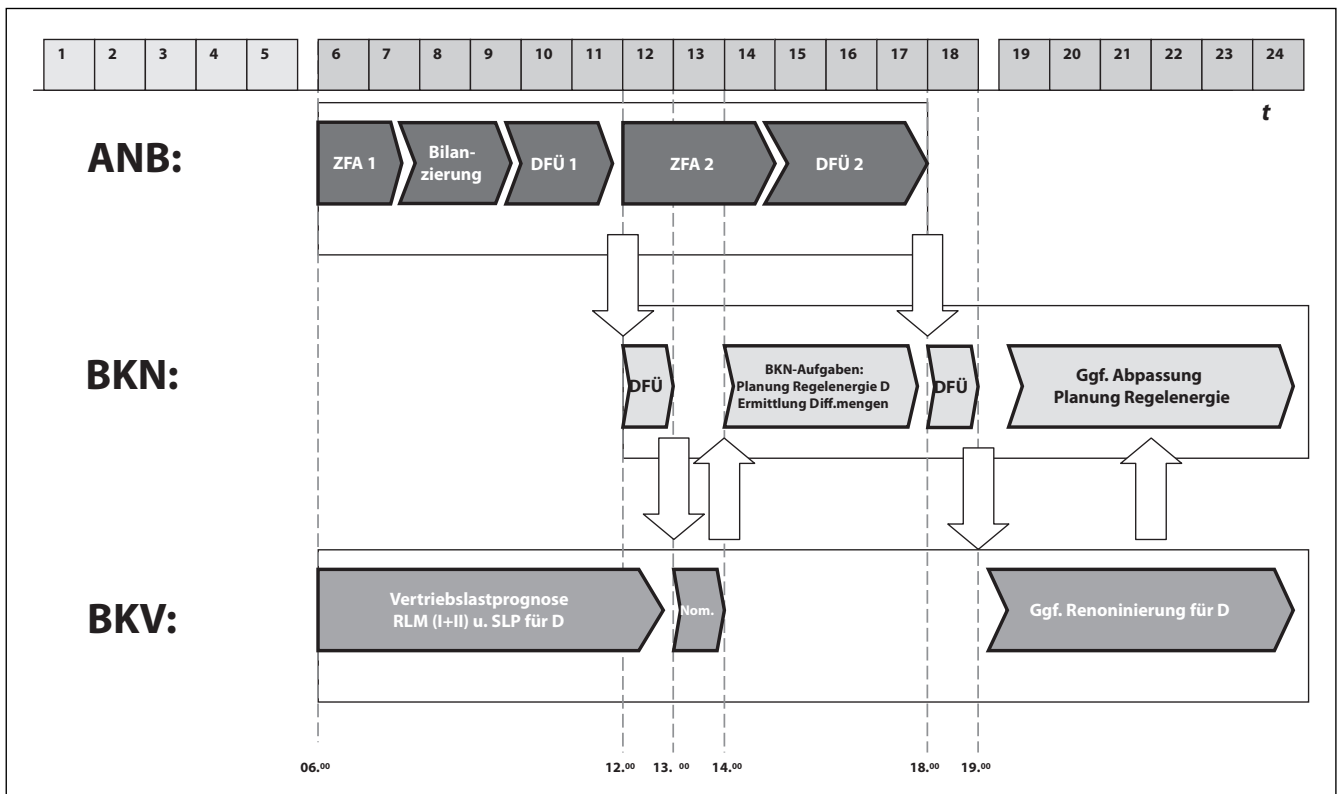 1 2 3 4 5 6 7 8 9 10 11 12 13 14 15 16 17 18 19 20 21 22 23 24
t
ANB:
ZFA 1
Bilan-
zierung
DFÜ 1
ZFA 2
DFÜ 2
BKN:
DFÜ
BKN-Aufgaben:
Planung Regelenergie D
Ermittlung Diff.mengen
DFÜ
Ggf. Abpassung
Planung Regelenergie
BKV:
Vertriebslastprognose
RLM (I+II) u. SLP für D
Nom.
Ggf. Renoninierung für D
06.00 12.00 13. 00 14.00 18.00 19.00